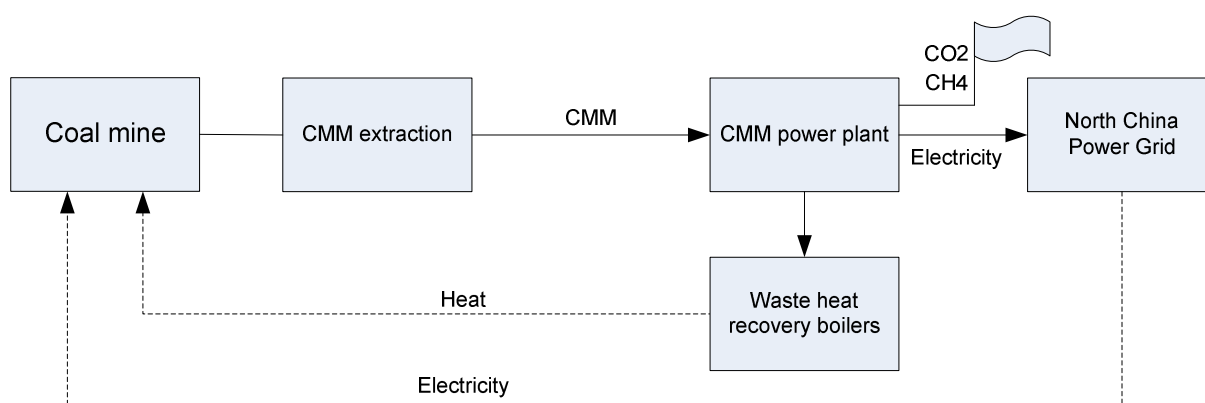 CO2
CH4
Coal mine
CMM extraction
CMM
CMM power plant
Electricity
North China
Power Grid
Heat
Waste heat
recovery boilers
Electricity